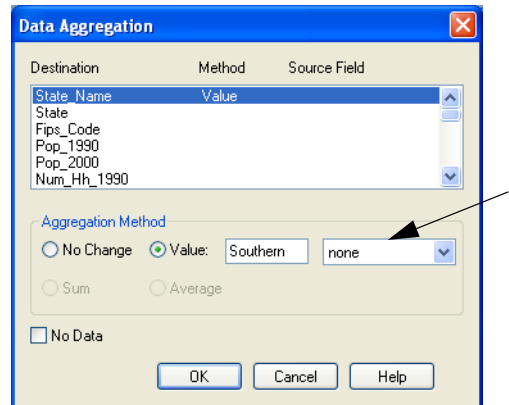 Data Aggregation
Destination Method Source Field
State_Name Value
State
Fips_Code
Pop_1990
Pop_2000
Num_Hh_1990
Aggregation Method
No Change Value: Southern none
Sum Average
No Data
OK Cancel Help